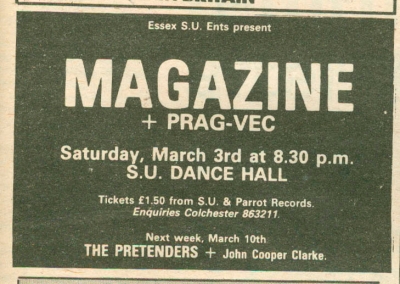 Essex S.U. Ents present
MAGAZINE
+ PRAG-VEC
Saturday, March 3rd at 8.30 p.m.
S.U. DANCE HALL
Tickets £1.50 from S.U. & Parrot Records.
Enquiries Colchester 863211.
Next week, March 10th
THE PRETENDERS + John Cooper Clarke.